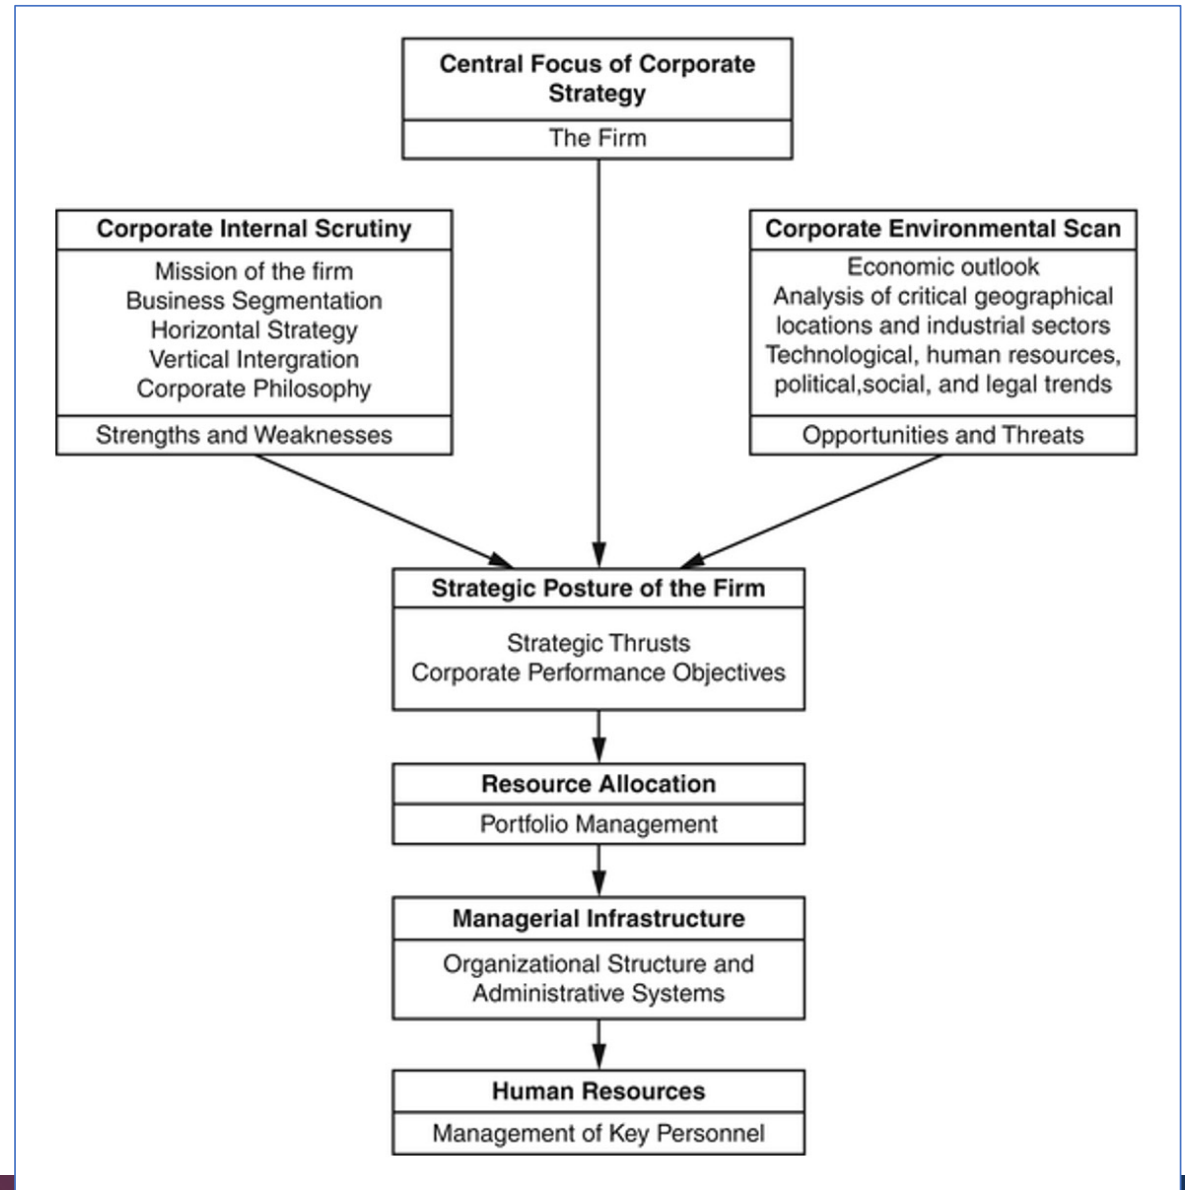 Central Focus of Corporate
Strategy
The Firm
Corporate Internal Scrutiny
Mission of the firm
Business Segmentation
Horizontal Strategy
Vertical Intergration
Corporate Philosophy
Strengths and Weaknesses
Corporate Environmental Scan
Economic outlook
Analysis of critical geographical
locations and industrial sectors
Technological, human resources,
political,social, and legal trends
Opportunities and Threats
Strategic Posture of the Firm
Strategic Thrusts
Corporate Performance Objectives
Resource Allocation
Portfolio Management
Managerial Infrastructure
Organizational Structure and
Administrative Systems
Human Resources
Management of Key Personnel